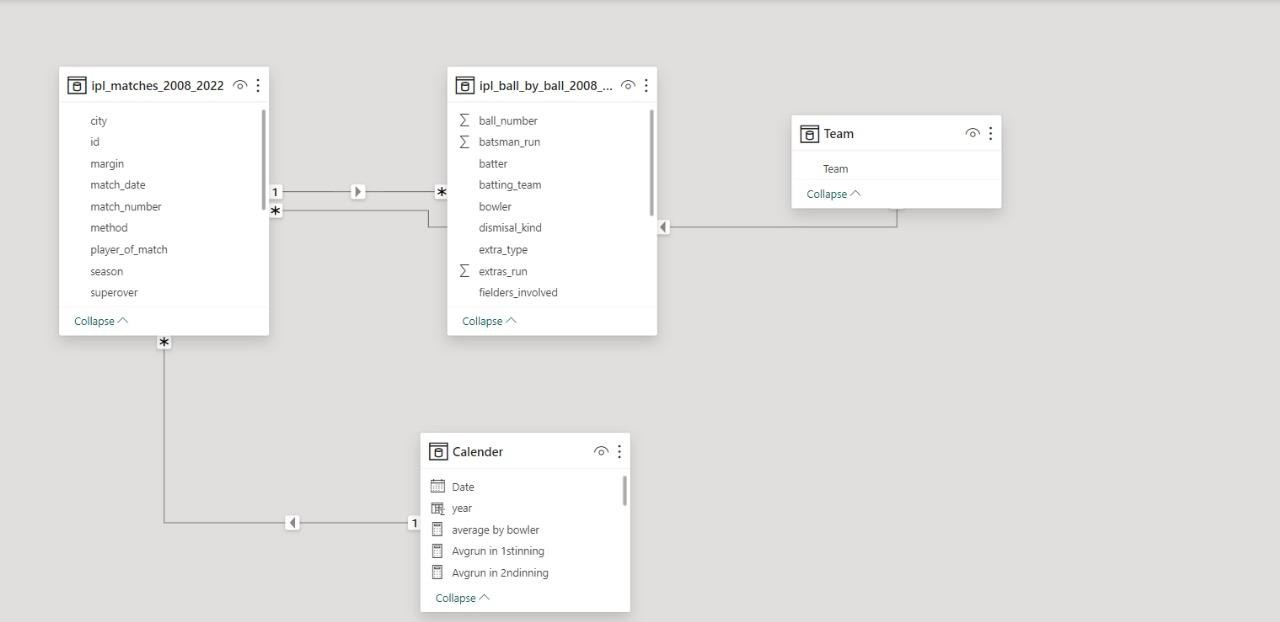 ipl_matches_2008_2022
city
id
margin
match_date
match_number
method
player_of_match
season
superover
Collapse
1
*
*
*
ipl_ball_by_ball_2008_...
Σ ball_number
Σ batsman_run
batter
batting_team
bowler
dismisal_kind
extra_type
Σ extras_run
fielders_involved
Collapse
Team
Team
Collapse
*
1
Calender
Date
year
average by bowler
Avgrun in 1stinning
Avgrun in 2ndinning
Collapse